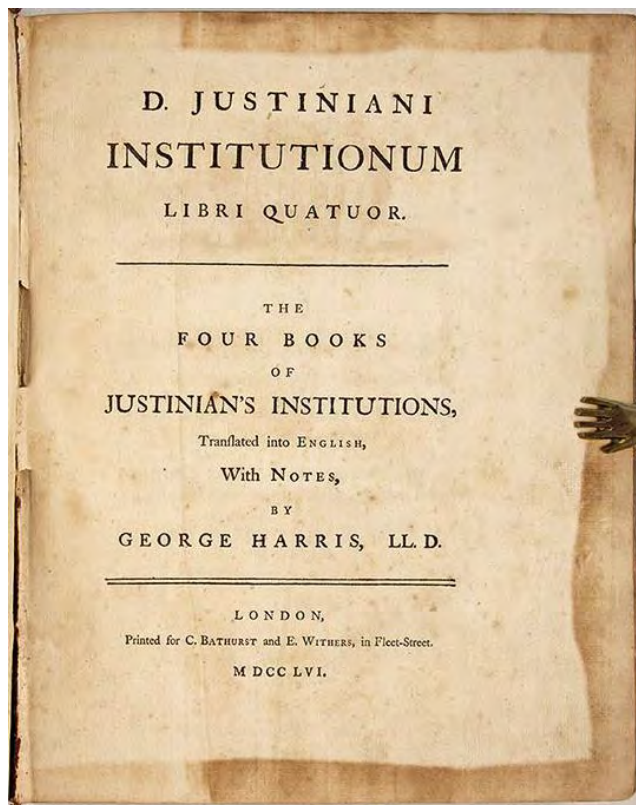 D. JUSTINIANI
INSTITUTIONUM
LIBRI QUATUOR.
THE
FOUR BOOKS
OF
JUSTINIAN'S INSTITUTIONS,
Tranſlated into ENGLISH,
With NOTES,
BY
GEORGE HARRIS, LL. D.
LONDON,
Printed for C. BATHURST and E. WITHERS, in Fleet-Street.
M DCC LVI.